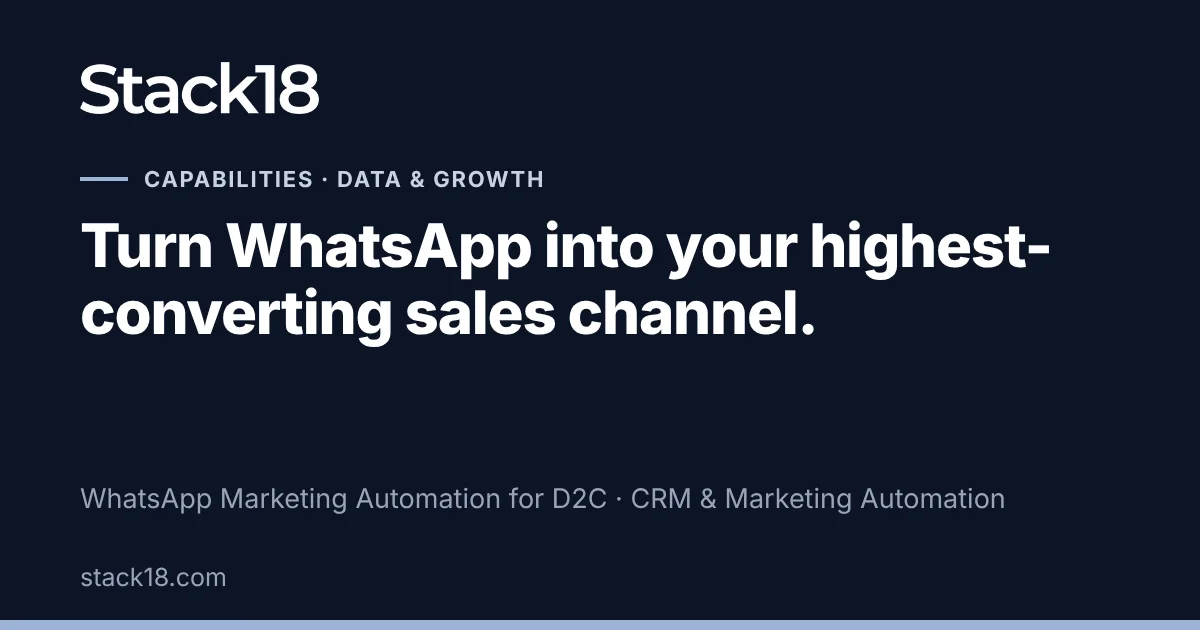 Stack18
CAPABILITIES · DATA & GROWTH
Turn WhatsApp into your highest-
converting sales channel.
WhatsApp Marketing Automation for D2C · CRM & Marketing Automation
stack18.com